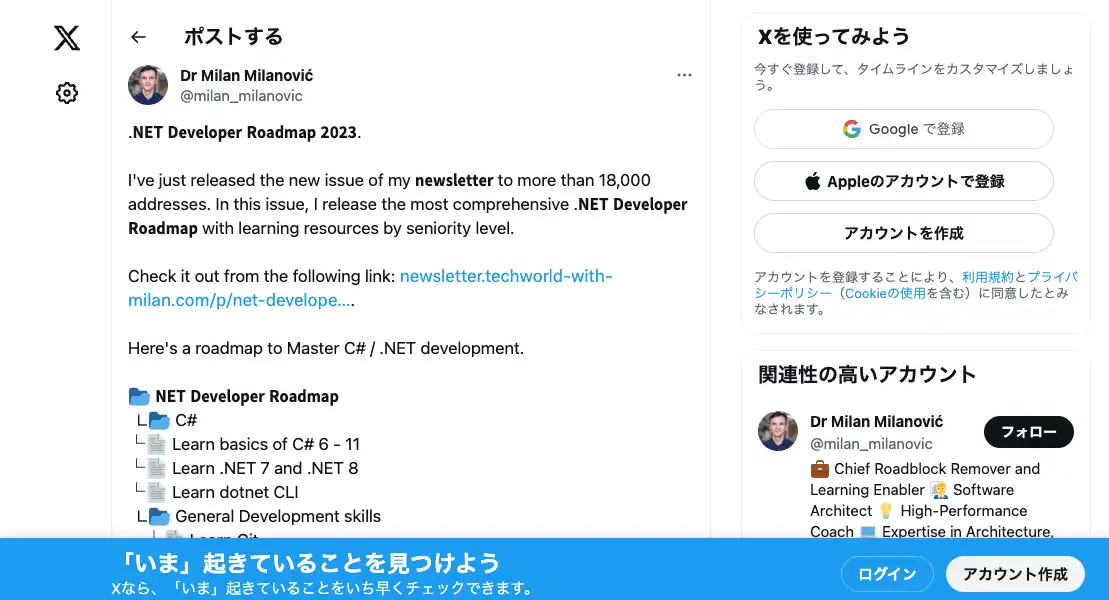 ポストする
Dr Milan Milanović
@milan_milanovic
.NET Developer Roadmap 2023.
I've just released the new issue of my newsletter to more than 18,000
addresses. In this issue, I release the most comprehensive .NET Developer
Roadmap with learning resources by seniority level.
Check it out from the following link: newsletter.techworld-with-
milan.com/p/net-develope....
Here's a roadmap to Master C# / .NET development.
NET Developer Roadmap
C#
Learn basics of C# 6 - 11
Learn .NET 7 and .NET 8
Learn dotnet CLI
General Development skills
Learn Git
Xを使ってみよう
今すぐ登録して、タイムラインをカスタマイズしましょ
う。
Google で登録
Appleのアカウントで登録
アカウントを作成
アカウントを登録することにより、利用規約とプライバ
シーポリシー（Cookieの使用を含む）に同意したとみ
なされます。
関連性の高いアカウント
Dr Milan Milanović
@milan_milanovic
フォロー
Chief Roadblock Remover and
Learning Enabler Software
Architect High-Performance
Coach Expertise in Architecture,
「いま」起きていることを見つけよう
Xなら、「いま」起きていることをいち早くチェックできます。
ログイン
アカウント作成